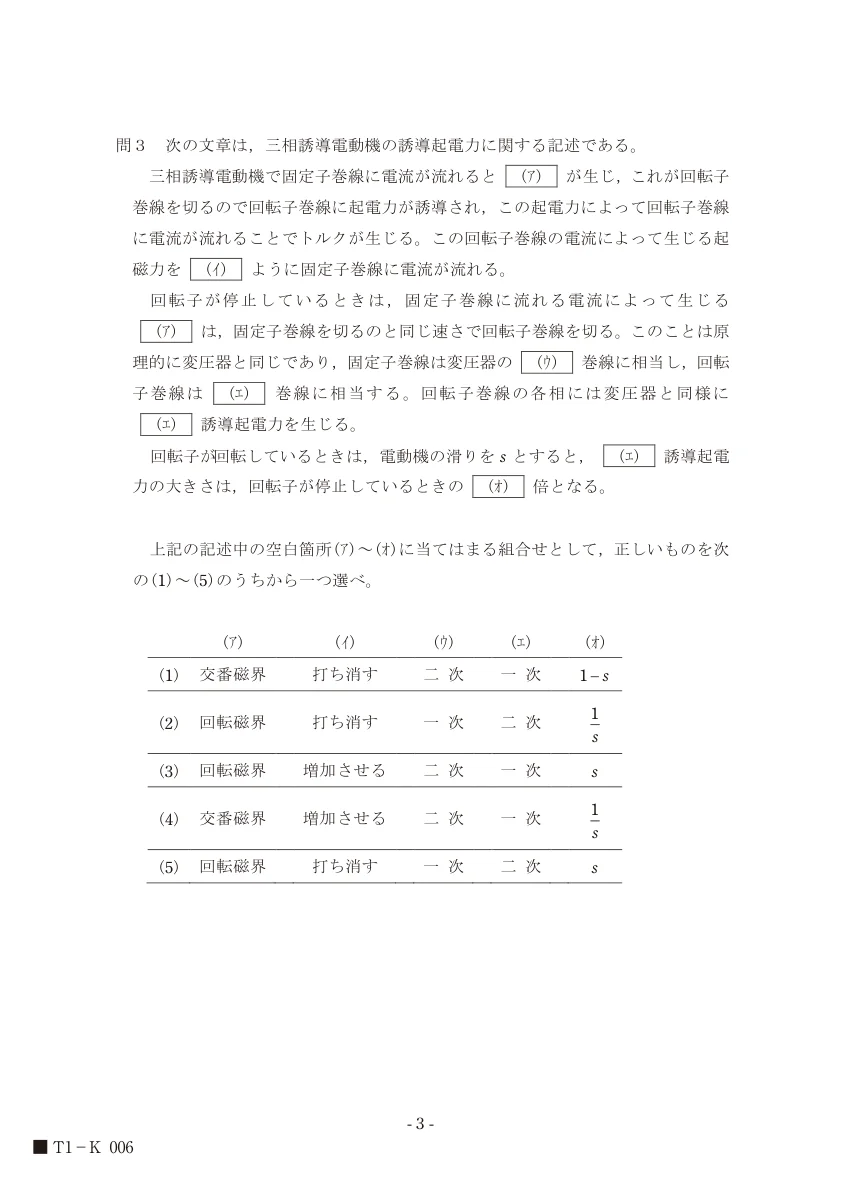 問3 次の文章は，三相誘導電動機の誘導起電力に関する記述である。
三相誘導電動機で固定子巻線に電流が流れると (ｱ) が生じ，これが回転子
巻線を切るので回転子巻線に起電力が誘導され，この起電力によって回転子巻線
に電流が流れることでトルクが生じる。この回転子巻線の電流によって生じる起
磁力を (ｲ) ように固定子巻線に電流が流れる。
回転子が停止しているときは，固定子巻線に流れる電流によって生じる
(ｱ) は，固定子巻線を切るのと同じ速さで回転子巻線を切る。このことは原
理的に変圧器と同じであり，固定子巻線は変圧器の (ｳ) 巻線に相当し，回転
子巻線は (ｴ) 巻線に相当する。回転子巻線の各相には変圧器と同様に
(ｴ) 誘導起電力を生じる。
回転子が回転しているときは，電動機の滑りを s とすると， (ｴ) 誘導起電
力の大きさは，回転子が停止しているときの (ｵ) 倍となる。
上記の記述中の空白箇所(ｱ)～(ｵ)に当てはまる組合せとして，正しいものを次
の(1)～(5)のうちから一つ選べ。
(ｱ) (ｲ) (ｳ) (ｴ) (ｵ)
(1) 交番磁界 打ち消す 二 次 一 次 1－s
(2) 回転磁界 打ち消す 一 次 二 次 1/s
(3) 回転磁界 増加させる 二 次 一 次 s
(4) 交番磁界 増加させる 二 次 一 次 1/s
(5) 回転磁界 打ち消す 一 次 二 次 s
- 3 -
■ T1－K 006